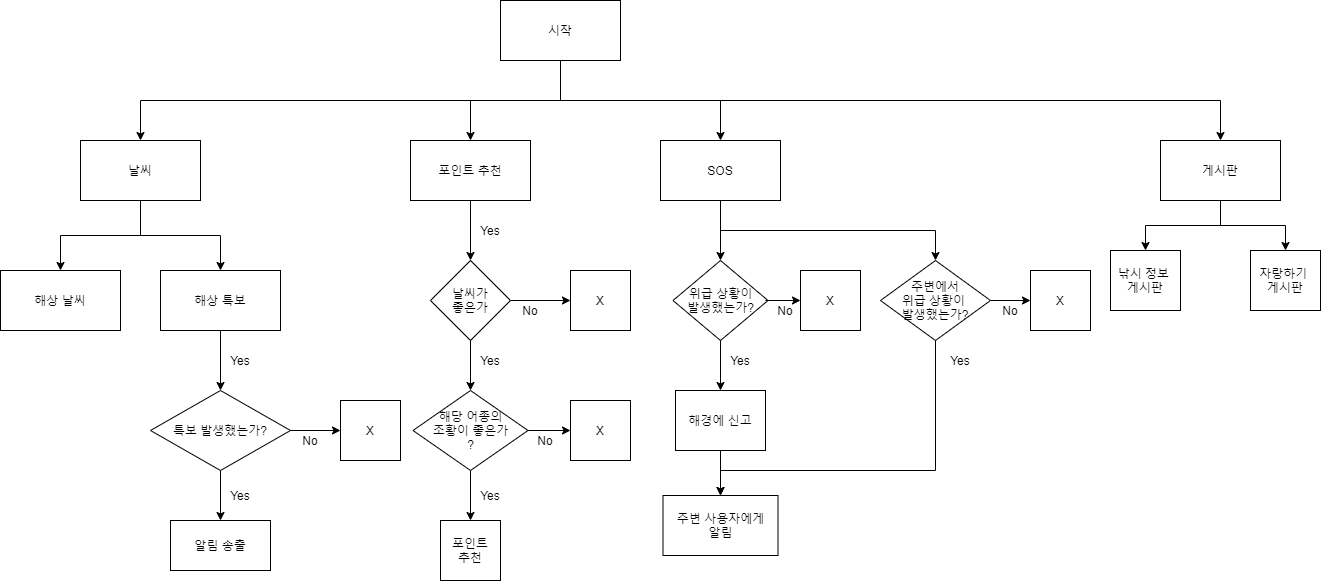 시작
날씨
포인트 추천
SOS
게시판
해상 날씨
해상 특보
Yes
특보 발생했는가?
No
X
Yes
알림 송출
Yes
날씨가
좋은가
No
X
Yes
해당 어종의
조황이 좋은가
?
No
X
Yes
포인트
추천
위급 상황이
발생했는가?
No
X
Yes
해경에 신고
주변 사용자에게
알림
주변에서
위급 상황이
발생했는가?
No
X
Yes
낚시 정보
게시판
자랑하기
게시판